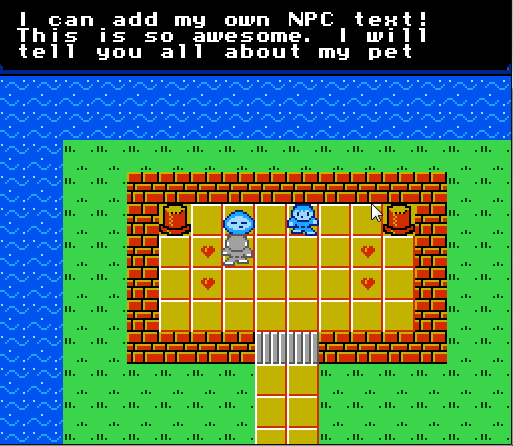 I can add my own NPC text!
This is so awesome. I will
tell you all about my pet